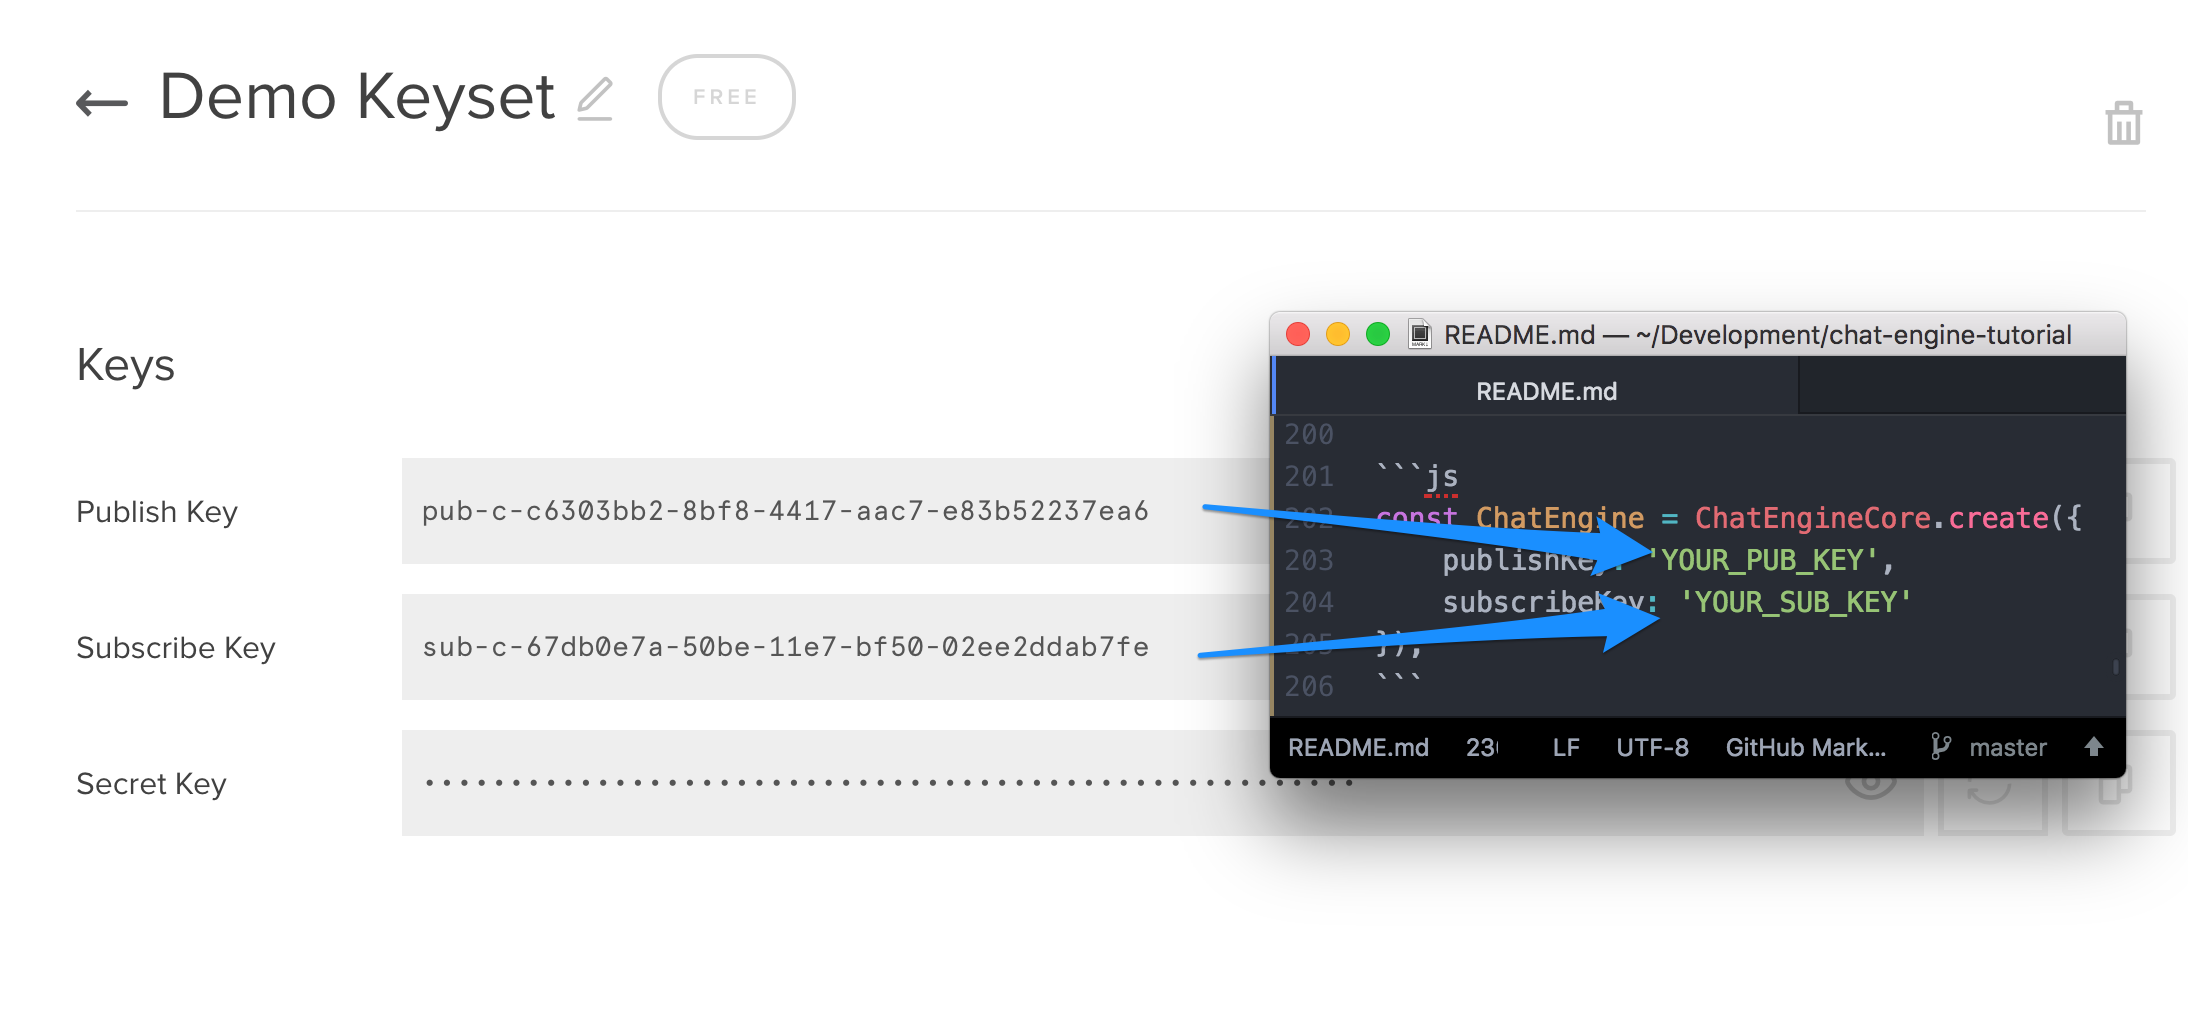 Demo Keyset
FREE
Keys
Publish Key
pub-c-c6303bb2-8bf8-4417-aac7-e83b52237ea6
Subscribe Key
sub-c-67db0e7a-50be-11e7-bf50-02ee2ddab7fe
Secret Key
••••••••••••••••••••••••••••••••••••••••••••••••••••••
README.md — ~/Development/chat-engine-tutorial
README.md
200
201 ```js
202 const ChatEngine = ChatEngineCore.create({
203 publishKey: 'YOUR_PUB_KEY',
204 subscribeKey: 'YOUR_SUB_KEY'
205 });
206 ```
README.md LF UTF-8 GitHub Mark... master